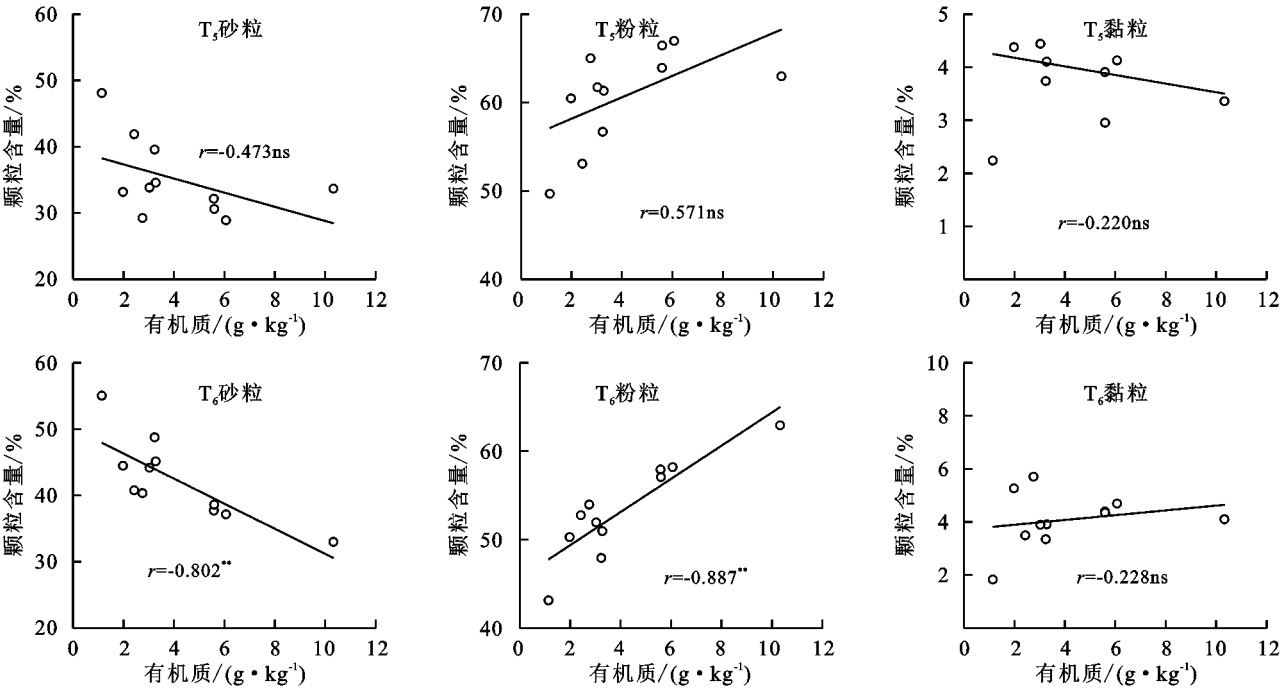 T5砂粒
60
50
40
30
20
颗粒含量/%
r=-0.473ns
0 2 4 6 8 10 12
有机质/(g·kg-1)
T5粉粒
70
60
50
40
颗粒含量/%
r=0.571ns
0 2 4 6 8 10 12
有机质/(g·kg-1)
T5黏粒
5
4
3
2
1
颗粒含量/%
r=-0.220ns
0 2 4 6 8 10 12
有机质/(g·kg-1)
T6砂粒
60
50
40
30
20
颗粒含量/%
r=-0.802**
0 2 4 6 8 10 12
有机质/(g·kg-1)
T6粉粒
70
60
50
40
颗粒含量/%
r=-0.887**
0 2 4 6 8 10 12
有机质/(g·kg-1)
T6黏粒
10
8
6
4
2
颗粒含量/%
r=-0.228ns
0 2 4 6 8 10 12
有机质/(g·kg-1)